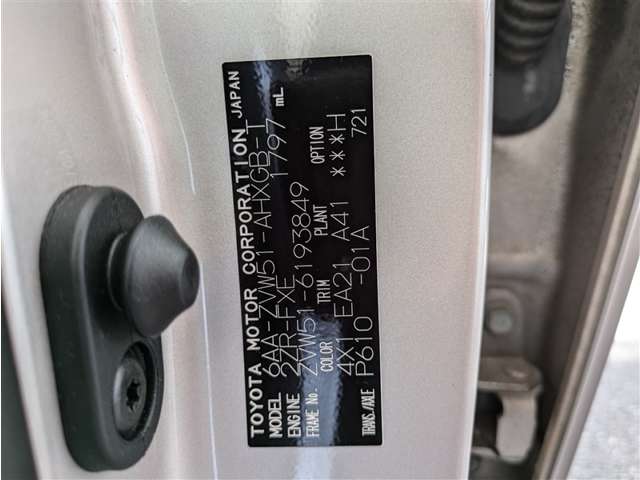 TOYOTA MOTOR CORPORATION JAPAN
MODEL 6AA-ZVW51-AHXGB-T
ENGINE 2ZR-FXE 1797 mL
FRAME No. ZVW51-6193849
COLOR TRIM PLANT OPTION
4X1 EA21 A41 ***H
TRANS./AXLE P610 -01A 721